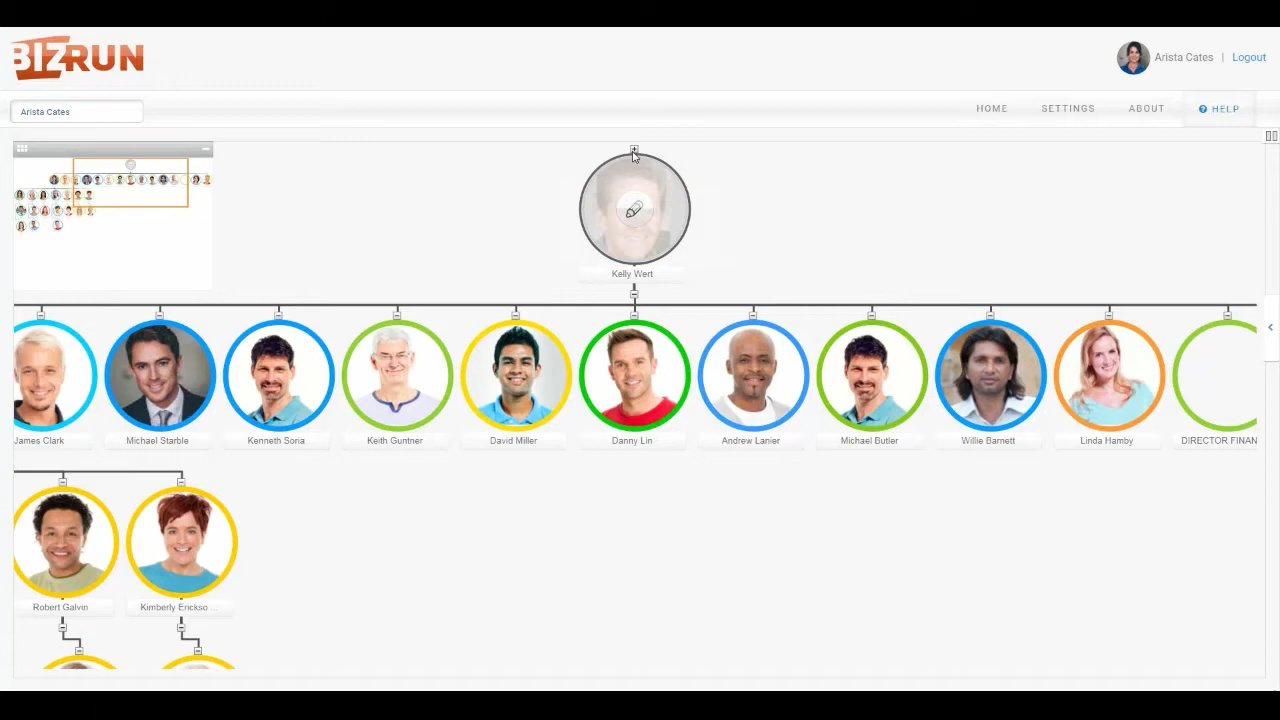 BIZRUN
Arista Cates | Logout
Arista Cates
HOME SETTINGS ABOUT ? HELP
Kelly Wert
James Clark Michael Starble Kenneth Soria Keith Guntner David Miller Danny Lin Andrew Lanier Michael Butler Willie Barnett Linda Hamby DIRECTOR FINAN
Robert Galvin Kimberly Erickso ...